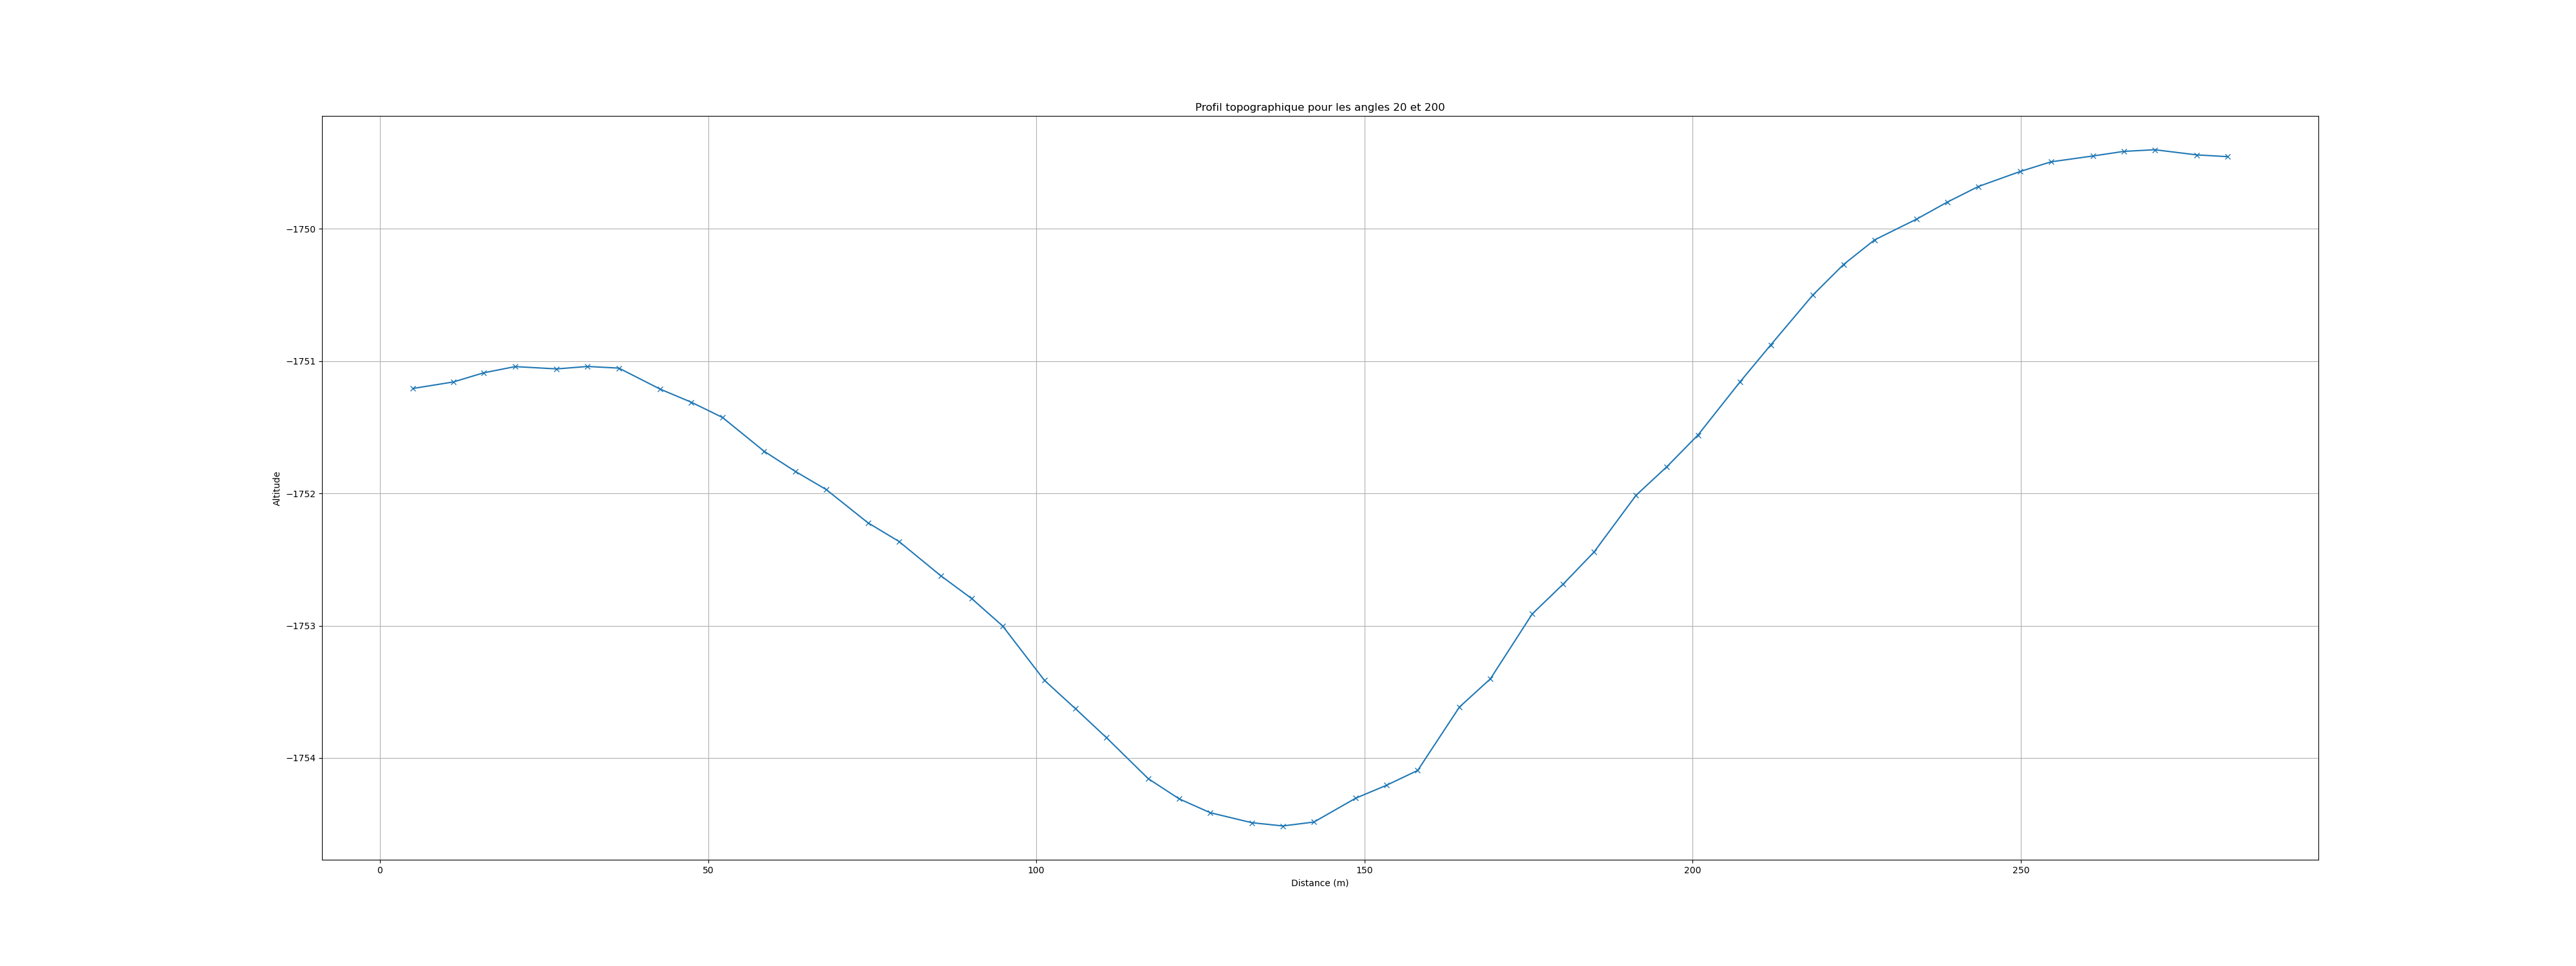 Profil topographique pour les angles 20 et 200
Altitude
−1750
−1751
−1752
−1753
−1754
0 50 100 150 200 250
Distance (m)